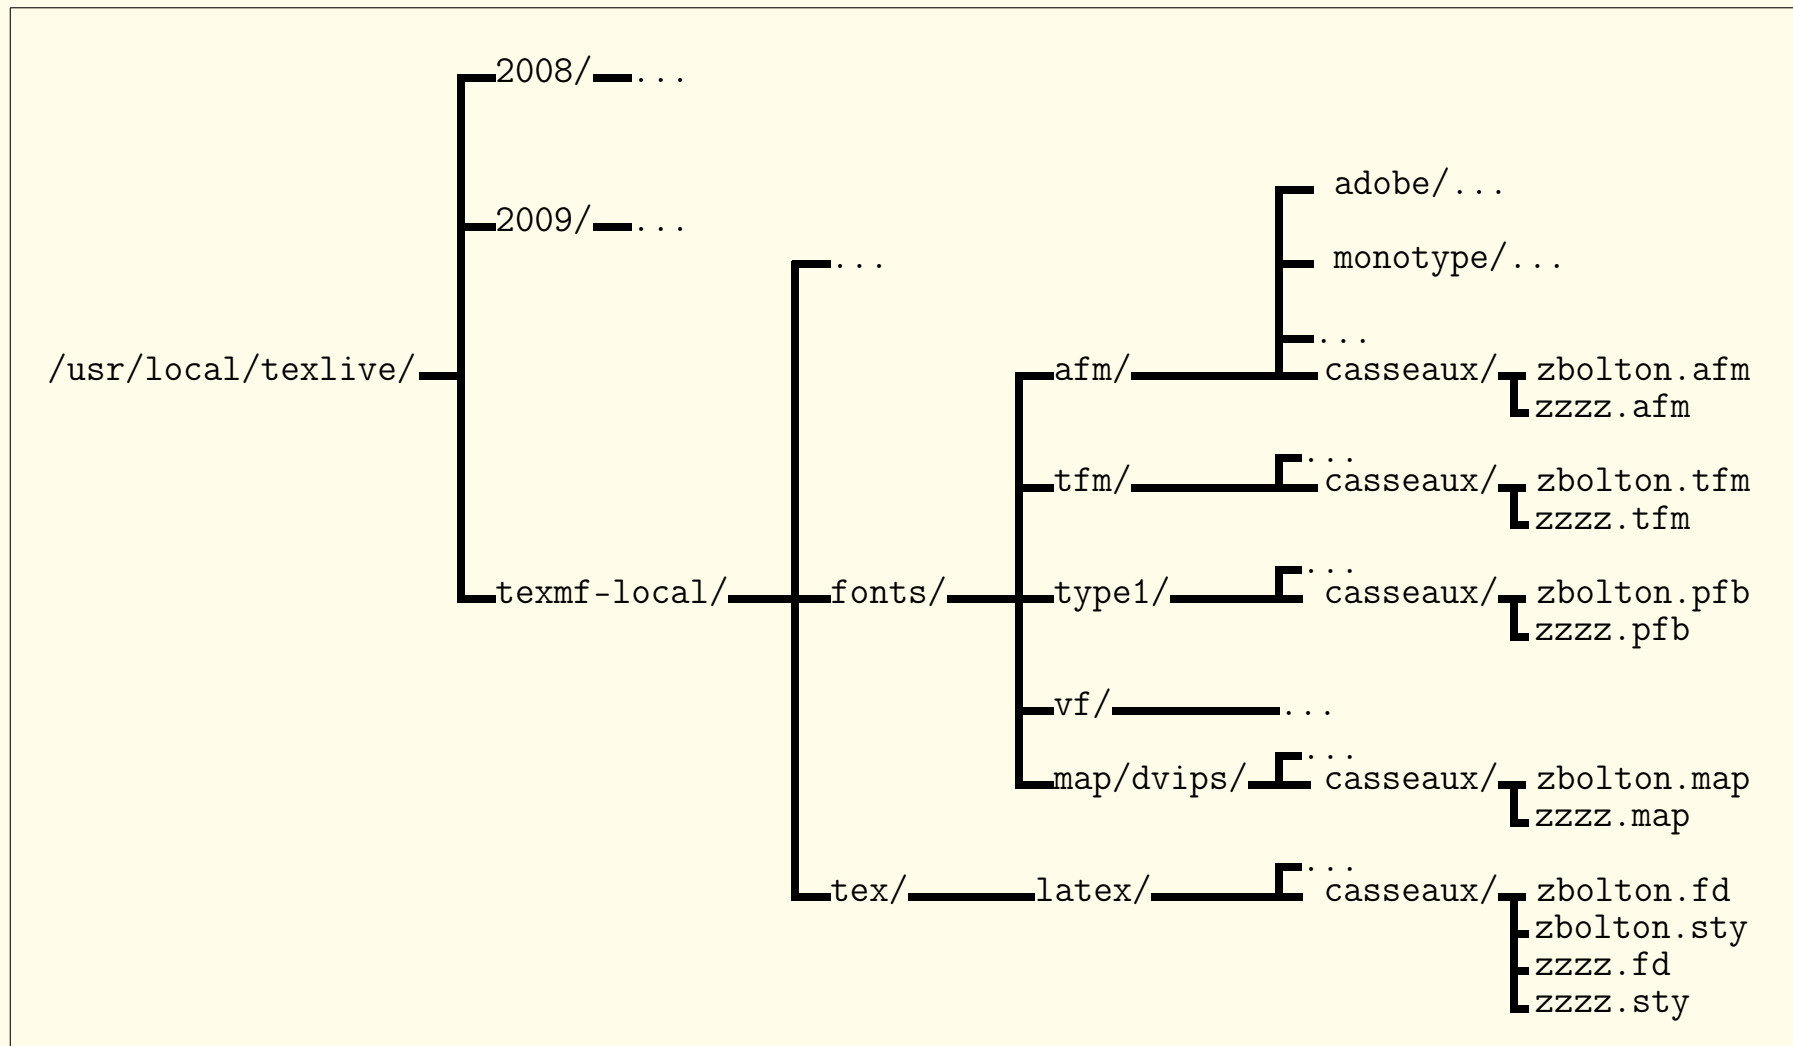 2008/ ...
adobe/...
2009/ ...
... monotype/...
...
/usr/local/texlive/ afm/ casseaux/ zbolton.afm
zzzz.afm
...
tfm/ casseaux/ zbolton.tfm
zzzz.tfm
...
texmf-local/ fonts/ type1/ casseaux/ zbolton.pfb
zzzz.pfb
vf/ ...
...
map/dvips/ casseaux/ zbolton.map
zzzz.map
...
tex/ latex/ casseaux/ zbolton.fd
zbolton.sty
zzzz.fd
zzzz.sty